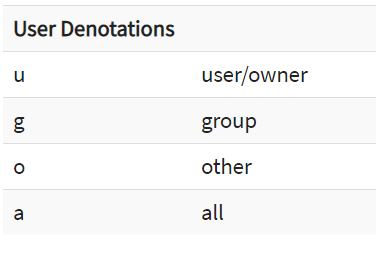 User Denotations
u user/owner
g group
o other
a all